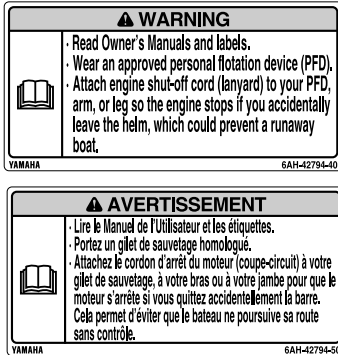 WARNING
· Read Owner's Manuals and labels.
· Wear an approved personal flotation device (PFD).
· Attach engine shut-off cord (lanyard) to your PFD,
arm, or leg so the engine stops if you accidentally
leave the helm, which could prevent a runaway
boat.
YAMAHA 6AH-42794-40
AVERTISSEMENT
· Lire le Manuel de l'Utilisateur et les étiquettes.
· Portez un gilet de sauvetage homologué.
· Attachez le cordon d'arrêt du moteur (coupe-circuit) à votre
gilet de sauvetage, à votre bras ou à votre jambe pour que le
moteur s'arrête si vous quittez accidentellement la barre.
Cela permet d'éviter que le bateau ne poursuive sa route
sans contrôle.
YAMAHA 6AH-42794-50